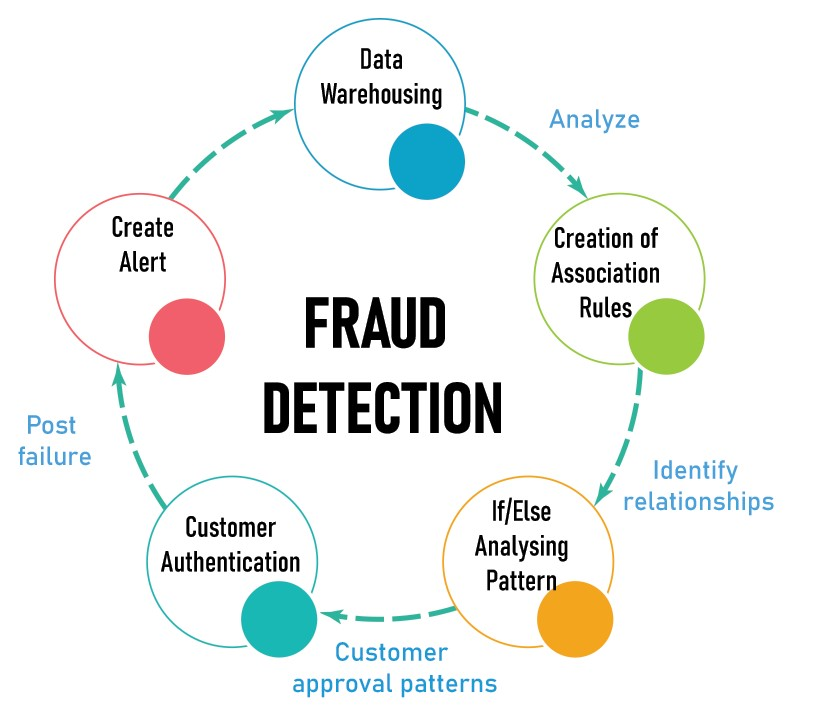 Data
Warehousing
Analyze
Creation of
Association
Rules
Identify
relationships
If/Else
Analysing
Pattern
Customer
approval patterns
Customer
Authentication
Post
failure
Create
Alert
FRAUD
DETECTION